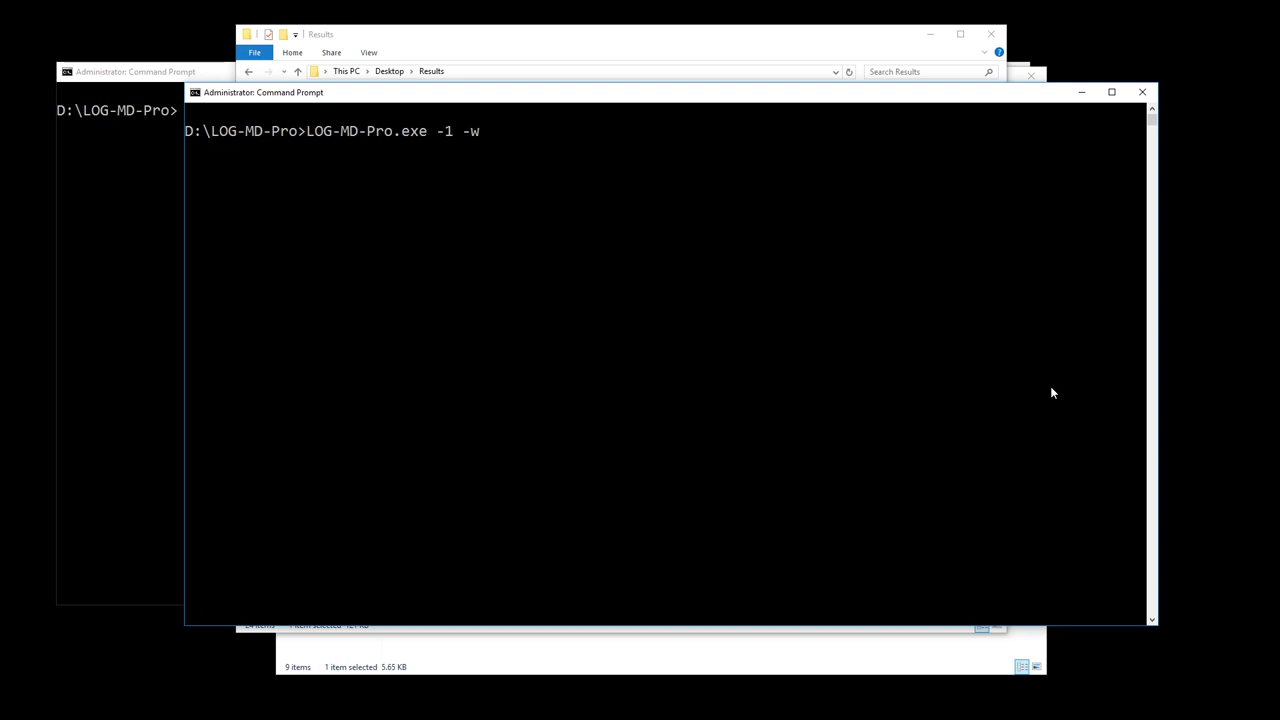 Results
File Home Share View
This PC Desktop Results
Search Results
Administrator: Command Prompt
D:\LOG-MD-Pro>
Administrator: Command Prompt
D:\LOG-MD-Pro>LOG-MD-Pro.exe -1 -w
9 items 1 item selected 5.65 KB